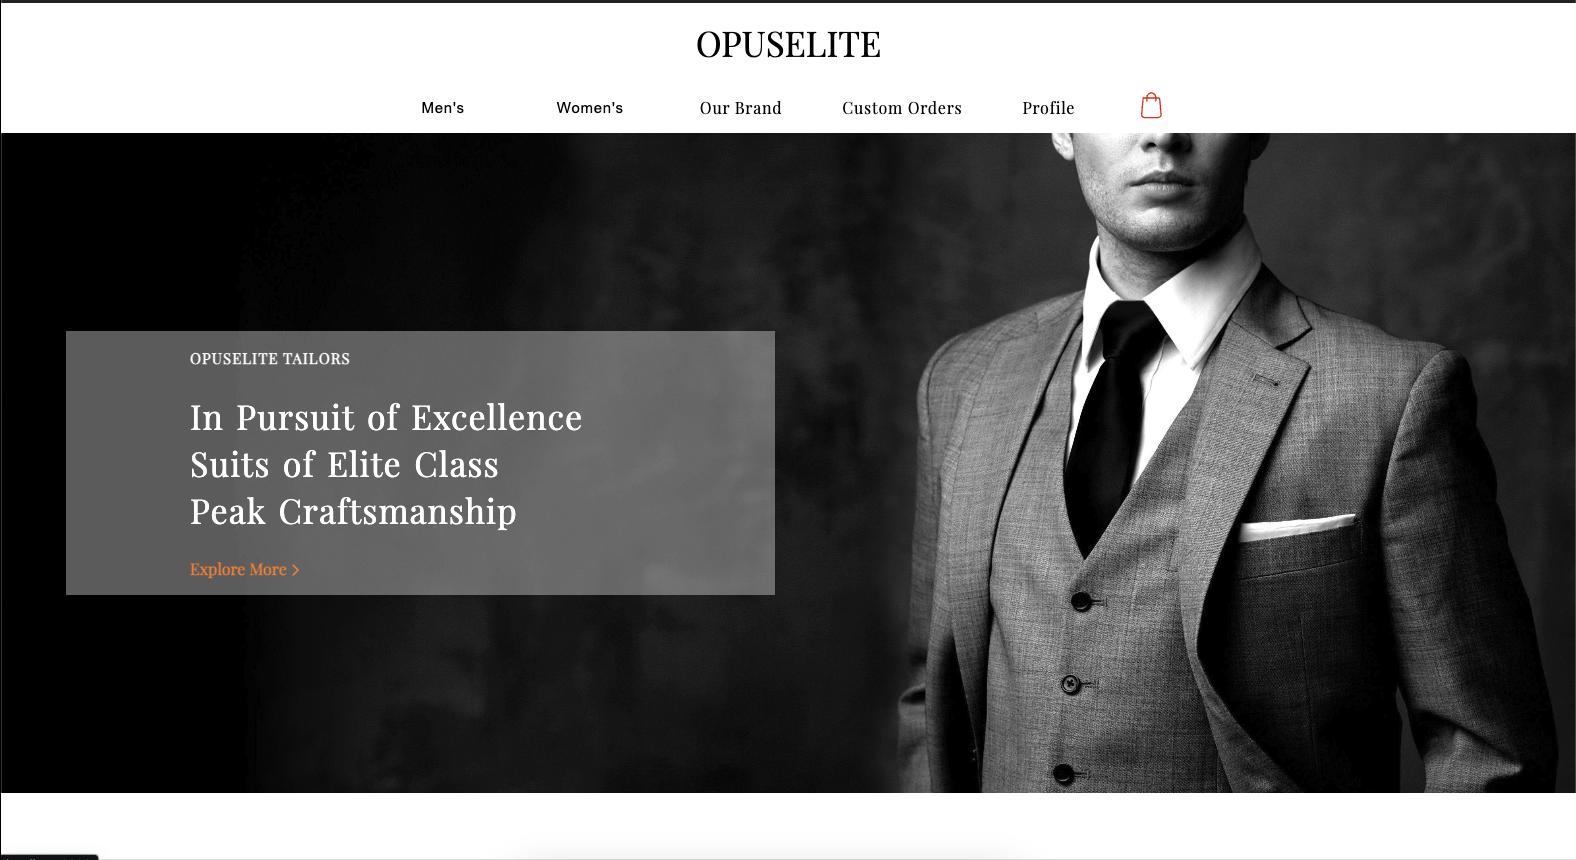 OPUSELITE
Men's Women's Our Brand Custom Orders Profile
OPUSELITE TAILORS
In Pursuit of Excellence
Suits of Elite Class
Peak Craftsmanship
Explore More >